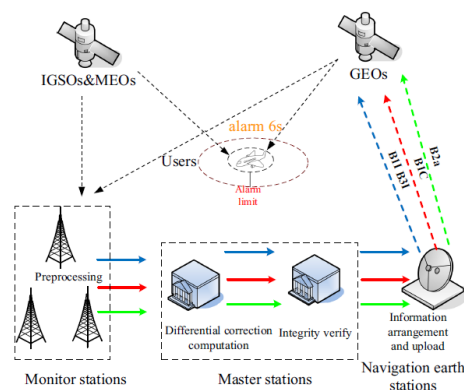 IGSOs&MEOs
GEOs
alarm 6s
Users
Alarm
limit
B1I B3I
B1C
B2a
Preprocessing
Differential correction
computation
Integrity verify
Information
arrangement
and upload
Monitor stations
Master stations
Navigation earth
stations